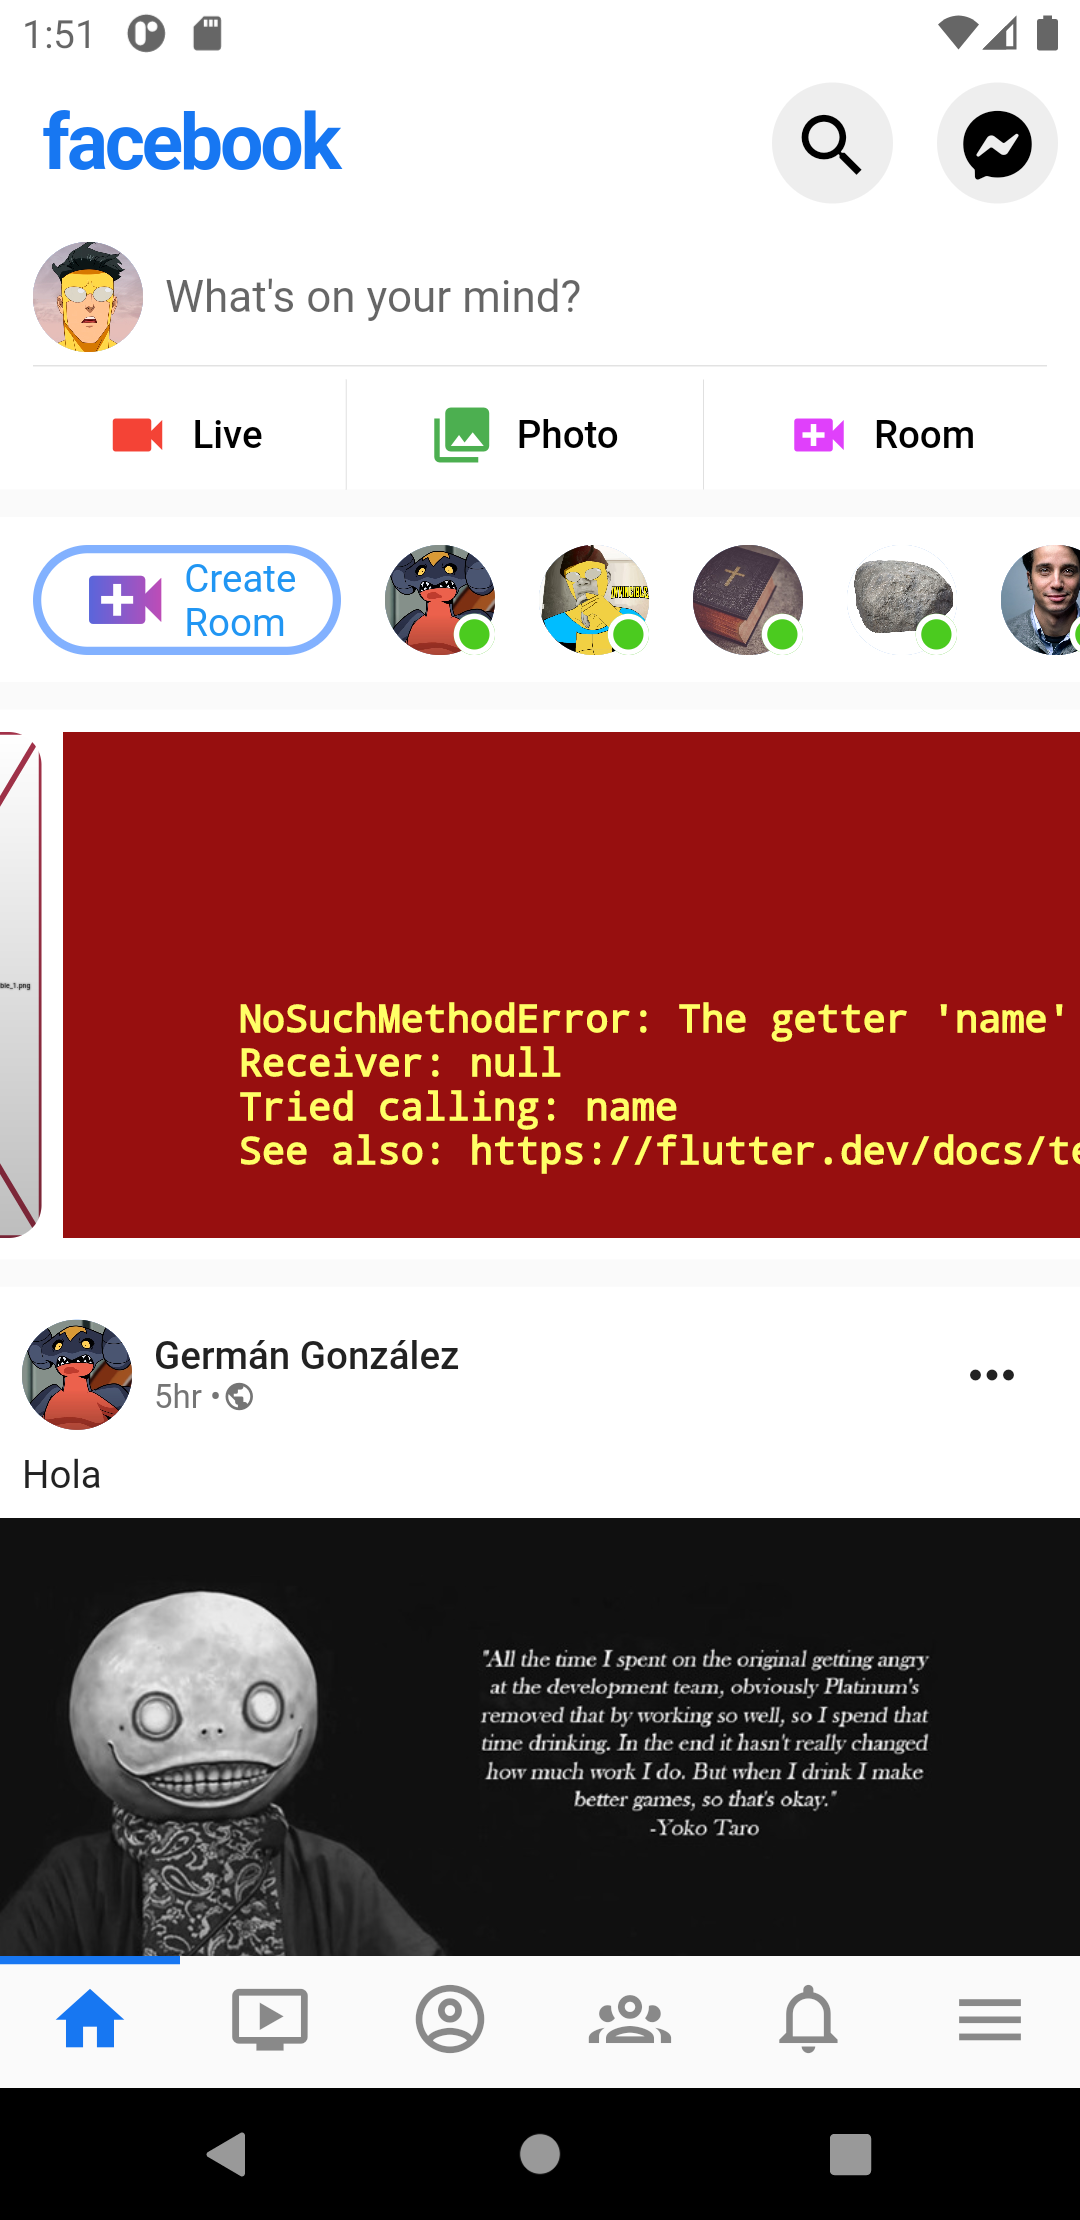 1:51
facebook
What's on your mind?
Live
Photo
Room
Create
Room
ble_1.png
NoSuchMethodError: The getter 'name'
Receiver: null
Tried calling: name
See also: https://flutter.dev/docs/te
Germán González
5hr •
Hola
"All the time I spent on the original getting angry
at the development team, obviously Platinum's
removed that by working so well, so I spend that
time drinking. In the end it hasn't really changed
how much work I do. But when I drink I make
better games, so that's okay."
-Yoko Taro